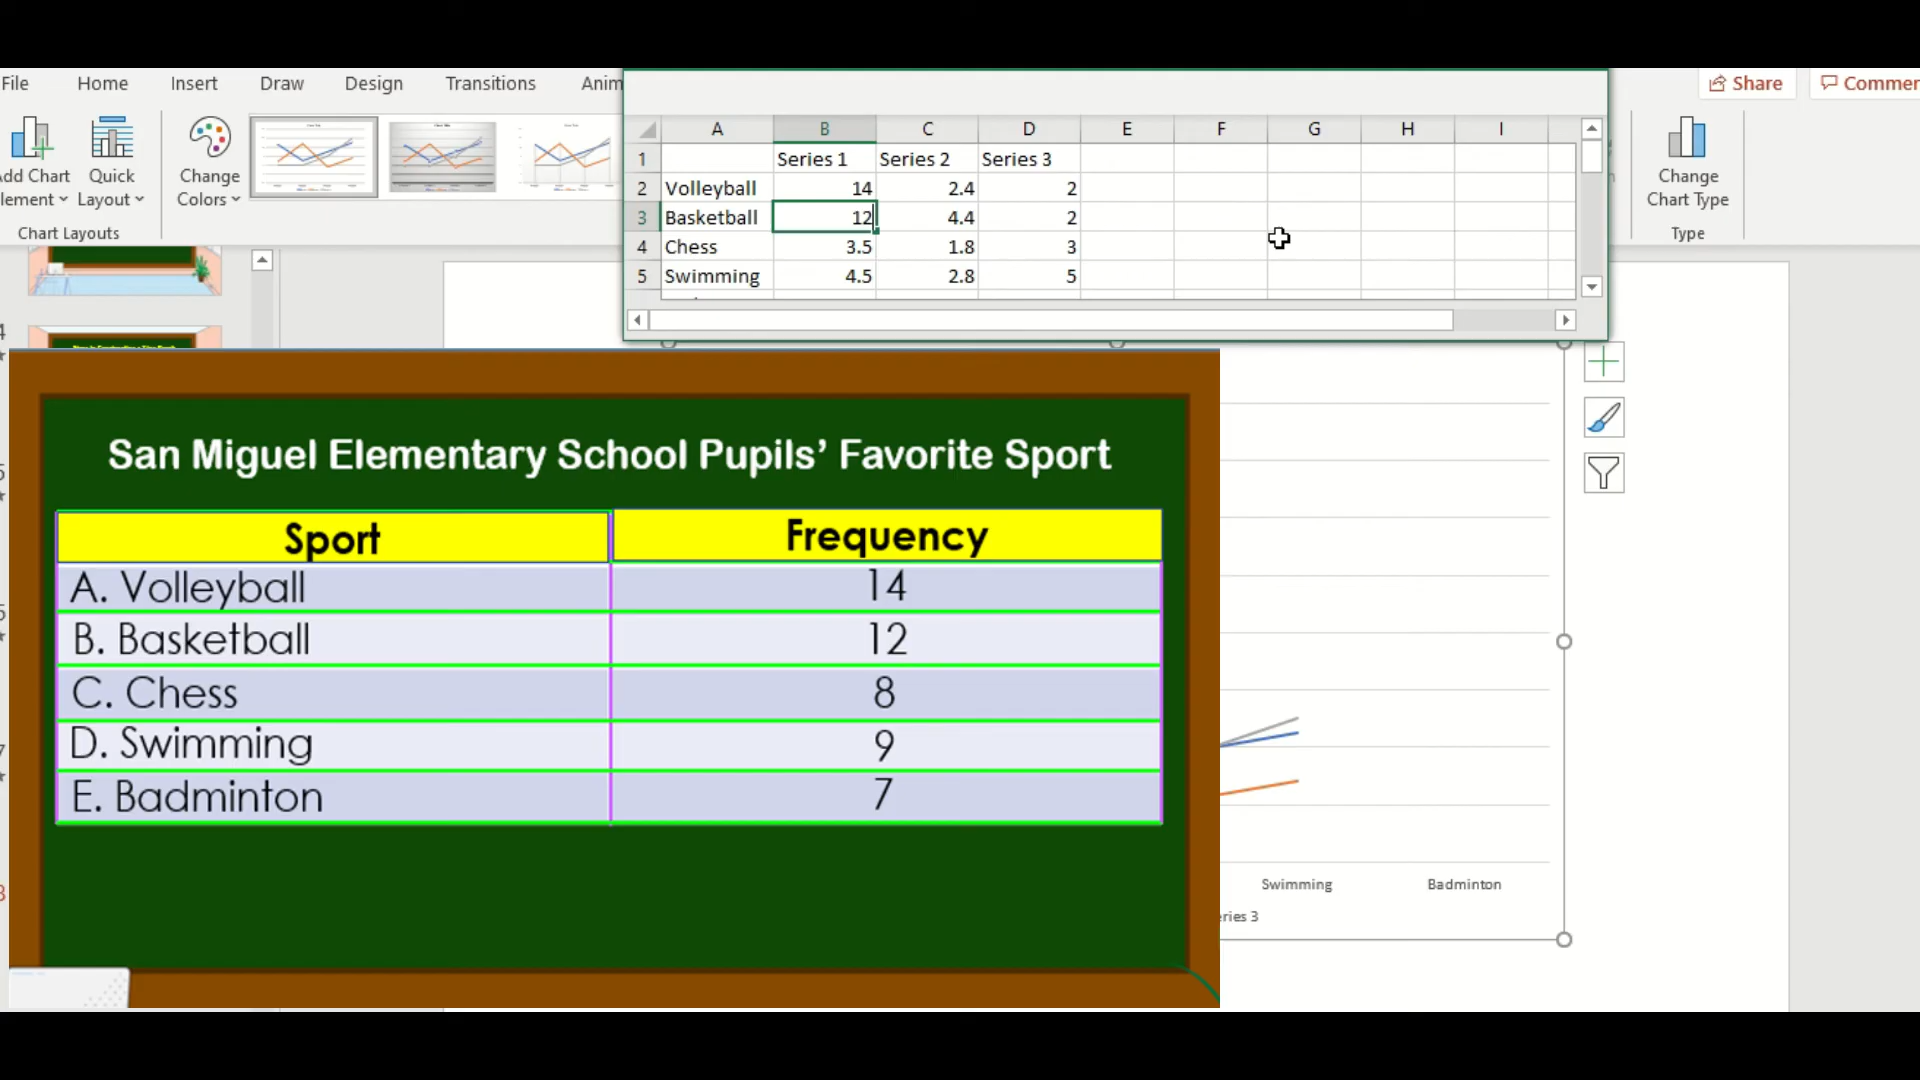 File Home Insert Draw Design Transitions Anim
Share Commer
Add Chart
Element
Quick
Layout
Change
Colors
Change
Chart Type
Chart Layouts
Type
A B C D E F G H I
1 Series 1 Series 2 Series 3
2 Volleyball 14 2.4 2
3 Basketball 12 4.4 2
4 Chess 3.5 1.8 3
5 Swimming 4.5 2.8 5
San Miguel Elementary School Pupils’ Favorite Sport
Sport Frequency
A. Volleyball 14
B. Basketball 12
C. Chess 8
D. Swimming 9
E. Badminton 7
Swimming Badminton
eries 3